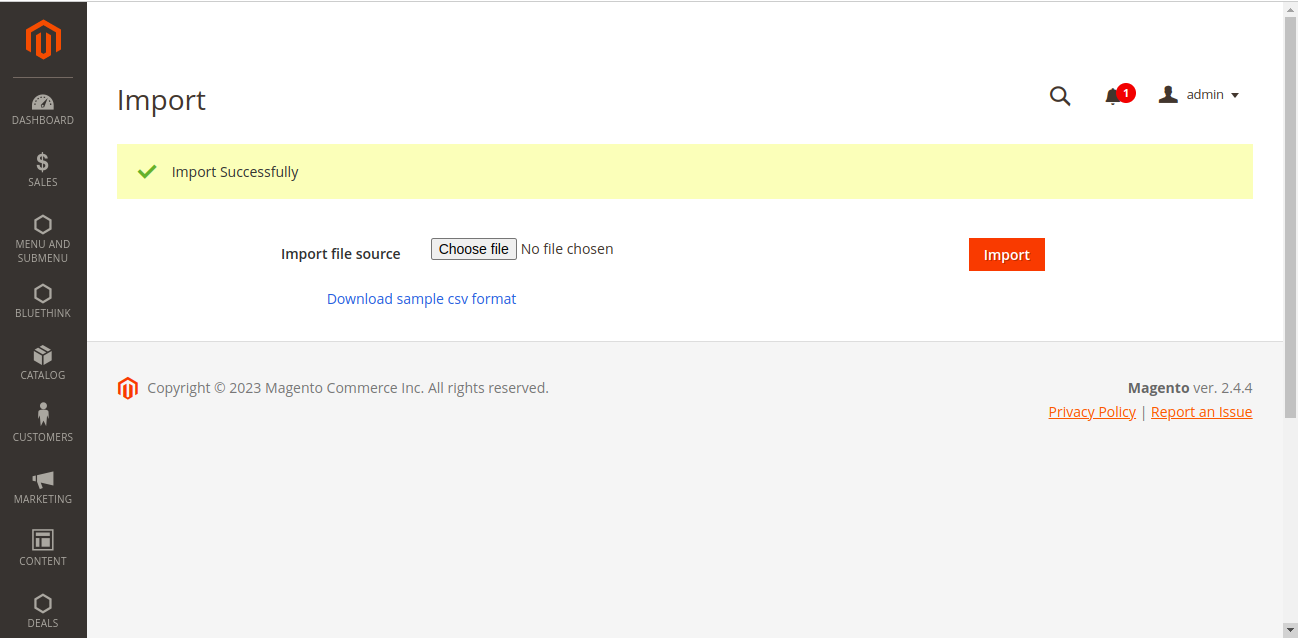 Import
1
admin
Import Successfully
Import file source
Choose file No file chosen
Import
Download sample csv format
DASHBOARD
SALES
MENU AND
SUBMENU
BLUETHINK
CATALOG
CUSTOMERS
MARKETING
CONTENT
DEALS
Copyright © 2023 Magento Commerce Inc. All rights reserved.
Magento ver. 2.4.4
Privacy Policy | Report an Issue